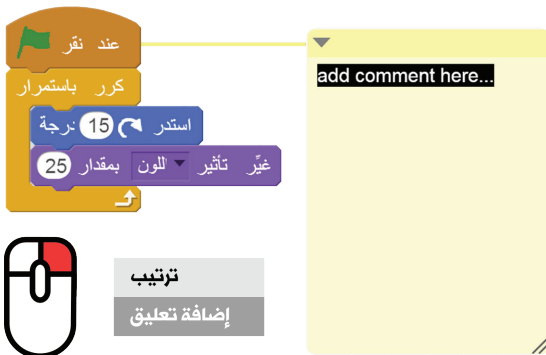 عند نقر
كرر باستمرار
استدر 15 درجة
غيِّر تأثير اللون بمقدار 25
add comment here...
ترتيب
إضافة تعليق